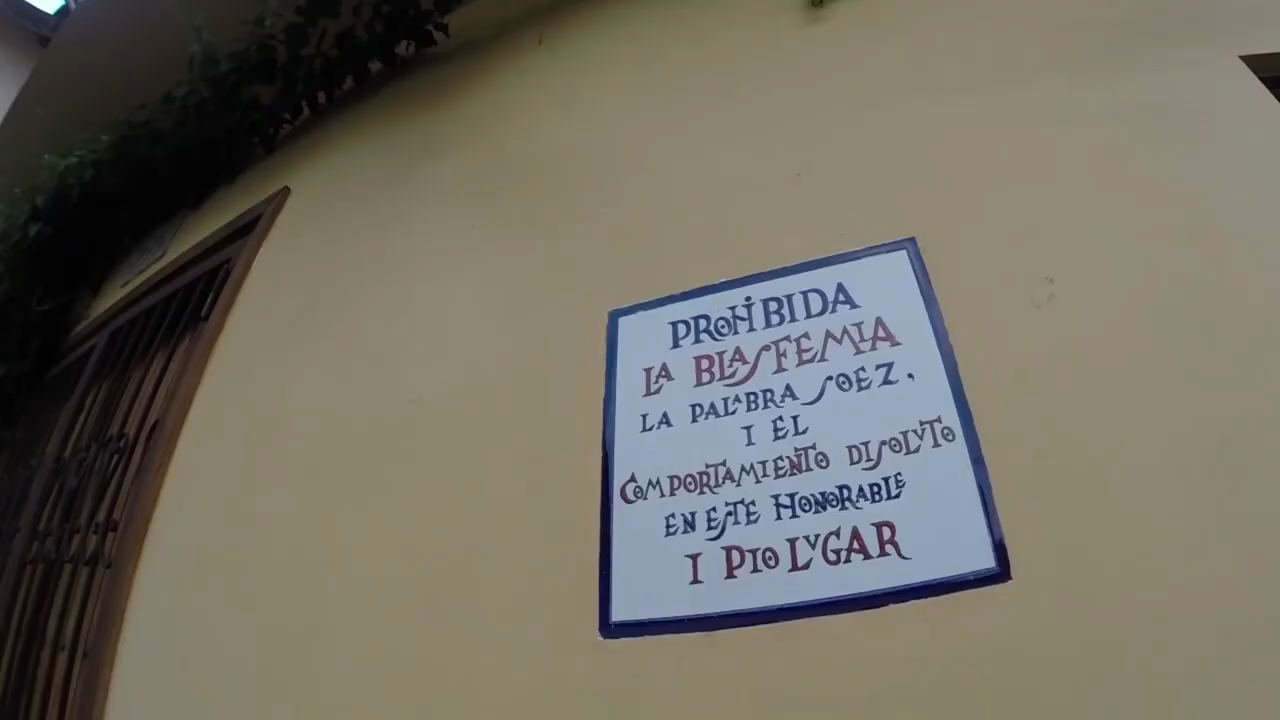 PROHIBIDA
LA BLASFEMIA
LA PALABRA SOEZ,
I EL
COMPORTAMIENTO DISOLVTO
EN ESTE HONORABLE
I PIO LVGAR